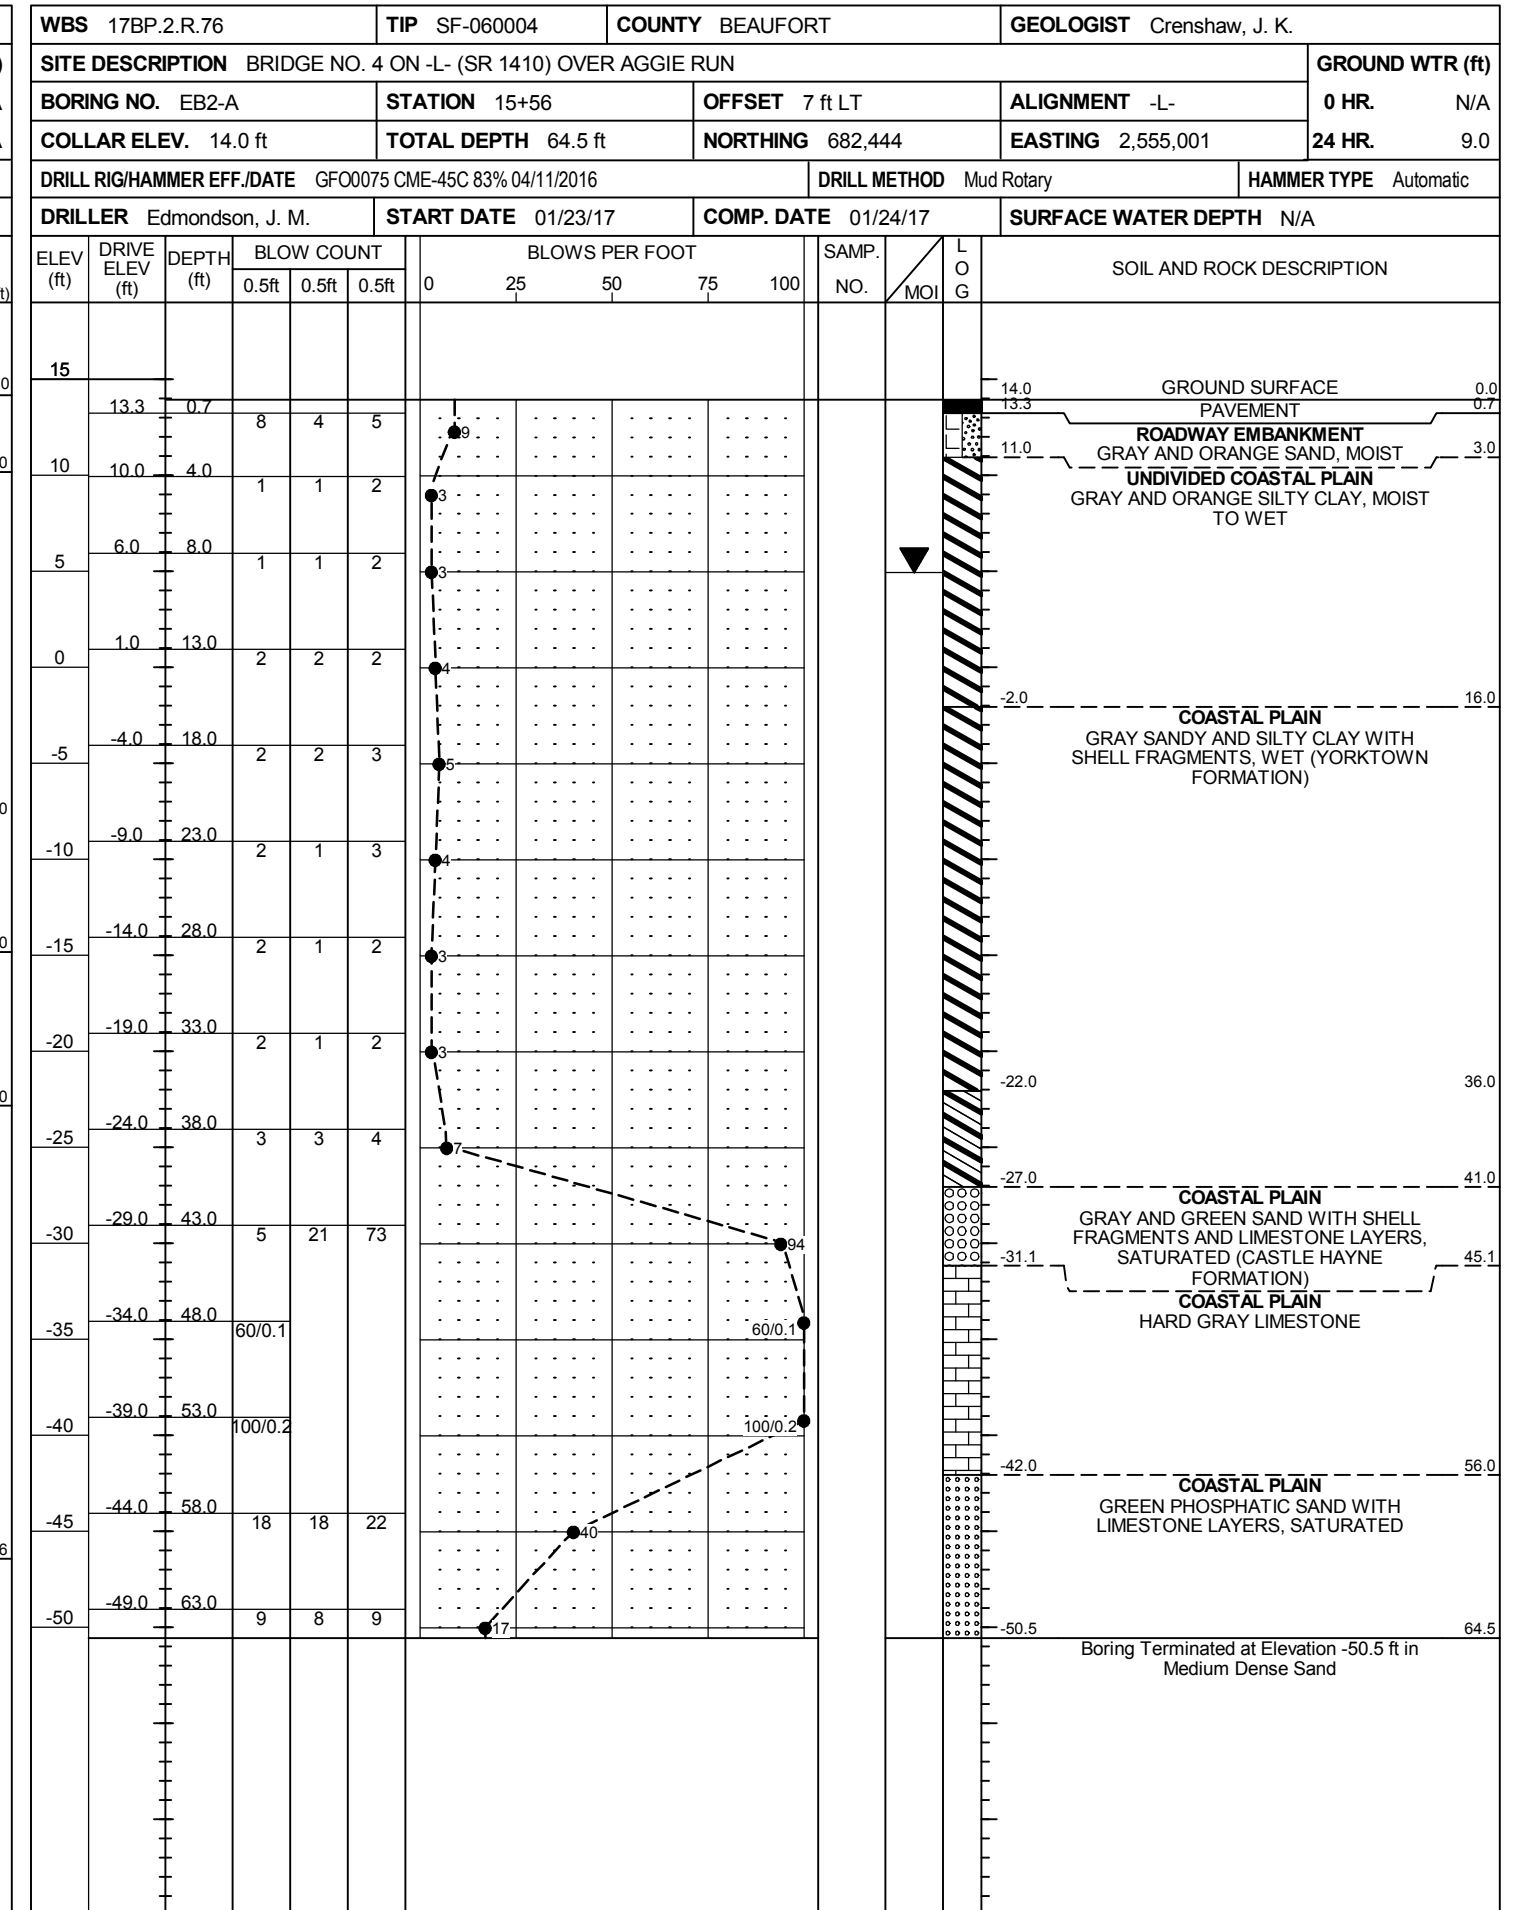 WBS 17BP.2.R.76 TIP SF-060004 COUNTY BEAUFORT GEOLOGIST Crenshaw, J. K.
SITE DESCRIPTION BRIDGE NO. 4 ON -L- (SR 1410) OVER AGGIE RUN GROUND WTR (ft)
BORING NO. EB2-A STATION 15+56 OFFSET 7 ft LT ALIGNMENT -L- 0 HR. N/A
COLLAR ELEV. 14.0 ft TOTAL DEPTH 64.5 ft NORTHING 682,444 EASTING 2,555,001 24 HR. 9.0
DRILL RIG/HAMMER EFF./DATE GFO0075 CME-45C 83% 04/11/2016 DRILL METHOD Mud Rotary HAMMER TYPE Automatic
DRILLER Edmondson, J. M. START DATE 01/23/17 COMP. DATE 01/24/17 SURFACE WATER DEPTH N/A
ELEV (ft) DRIVE ELEV (ft) DEPTH (ft) BLOW COUNT BLOWS PER FOOT SAMP. NO. MOI LOG SOIL AND ROCK DESCRIPTION
0.5ft 0.5ft 0.5ft 0 25 50 75 100
15
14.0 GROUND SURFACE 0.0
13.3 0.7 13.3 PAVEMENT 0.7
8 4 5 9
ROADWAY EMBANKMENT
11.0 GRAY AND ORANGE SAND, MOIST 3.0
10 10.0 4.0
UNDIVIDED COASTAL PLAIN
1 1 2 3
GRAY AND ORANGE SILTY CLAY, MOIST
TO WET
6.0 8.0
5 1 1 2 3
1.0 13.0
0 2 2 2 4
-2.0 16.0
COASTAL PLAIN
GRAY SANDY AND SILTY CLAY WITH
SHELL FRAGMENTS, WET (YORKTOWN
FORMATION)
-4.0 18.0
-5 2 2 3 5
-9.0 23.0
-10 2 1 3 4
-14.0 28.0
-15 2 1 2 3
-19.0 33.0
-20 2 1 2 3
-22.0 36.0
-24.0 38.0
-25 3 3 4 7
-27.0 41.0
COASTAL PLAIN
GRAY AND GREEN SAND WITH SHELL
FRAGMENTS AND LIMESTONE LAYERS,
SATURATED (CASTLE HAYNE
FORMATION)
-29.0 43.0
-30 5 21 73 94
-31.1 45.1
COASTAL PLAIN
HARD GRAY LIMESTONE
-34.0 48.0
-35 60/0.1 60/0.1
-39.0 53.0
-40 100/0.2 100/0.2
-42.0 56.0
COASTAL PLAIN
GREEN PHOSPHATIC SAND WITH
LIMESTONE LAYERS, SATURATED
-44.0 58.0
-45 18 18 22 40
-49.0 63.0
-50 9 8 9 17
-50.5 64.5
Boring Terminated at Elevation -50.5 ft in
Medium Dense Sand